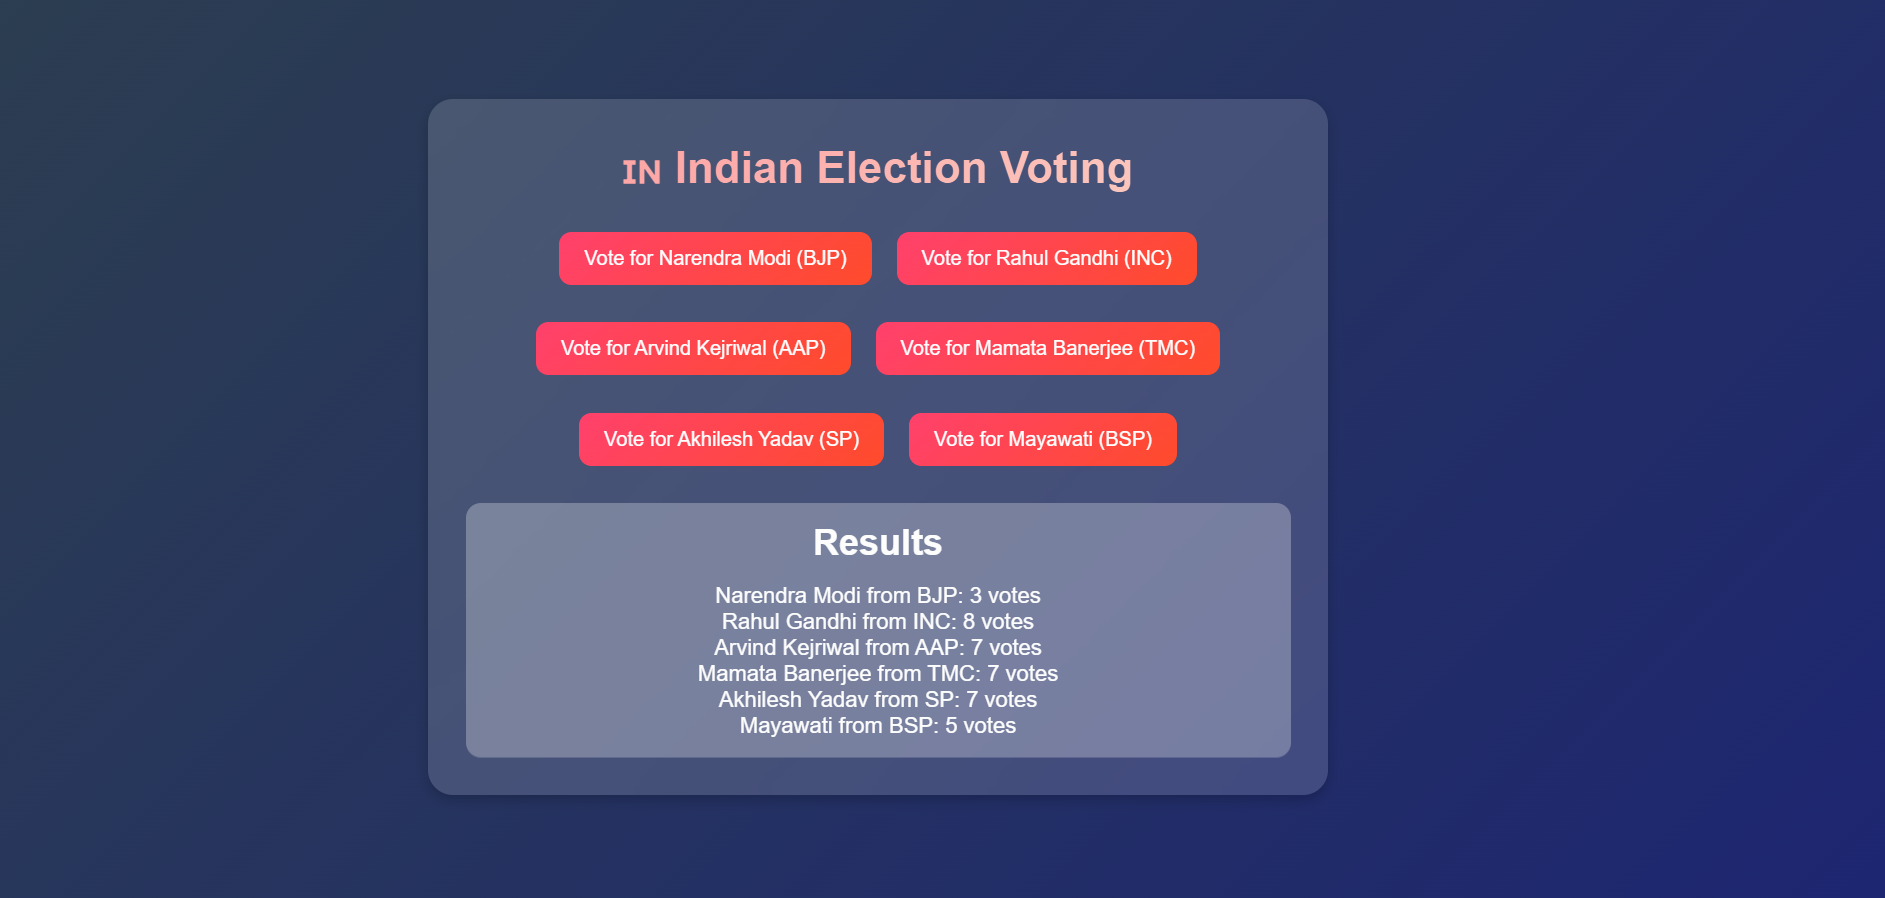 IN Indian Election Voting
Vote for Narendra Modi (BJP) Vote for Rahul Gandhi (INC)
Vote for Arvind Kejriwal (AAP) Vote for Mamata Banerjee (TMC)
Vote for Akhilesh Yadav (SP) Vote for Mayawati (BSP)
Results
Narendra Modi from BJP: 3 votes
Rahul Gandhi from INC: 8 votes
Arvind Kejriwal from AAP: 7 votes
Mamata Banerjee from TMC: 7 votes
Akhilesh Yadav from SP: 7 votes
Mayawati from BSP: 5 votes